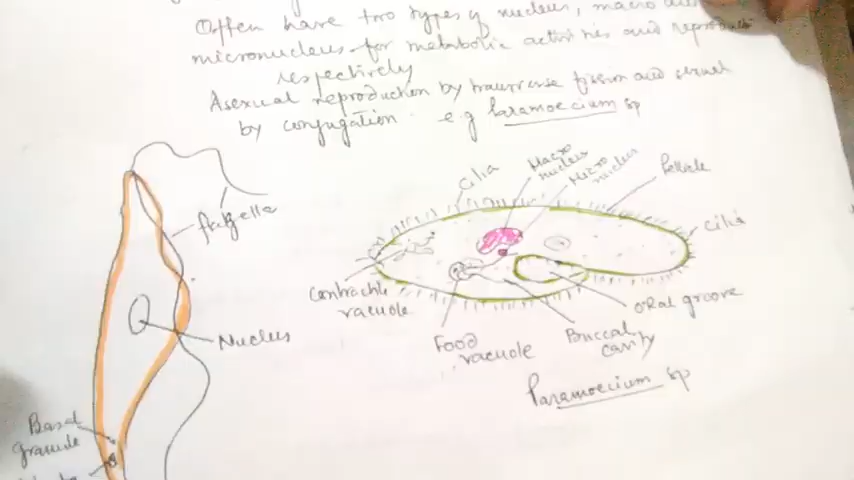 Often have two types of nucleus, macro
micronucleus for metabolic activities and
respectively
Asexual reproduction by transverse fission and
by conjugation. e.g Paramoecium sp
flagella
Nucleus
Basal
granule
Cilia
Macro
nucleus
Micro
nucleus
Pellicle
Cilia
Contractile
vacuole
Food
vacuole
Buccal
cavity
oral groove
Paramoecium sp